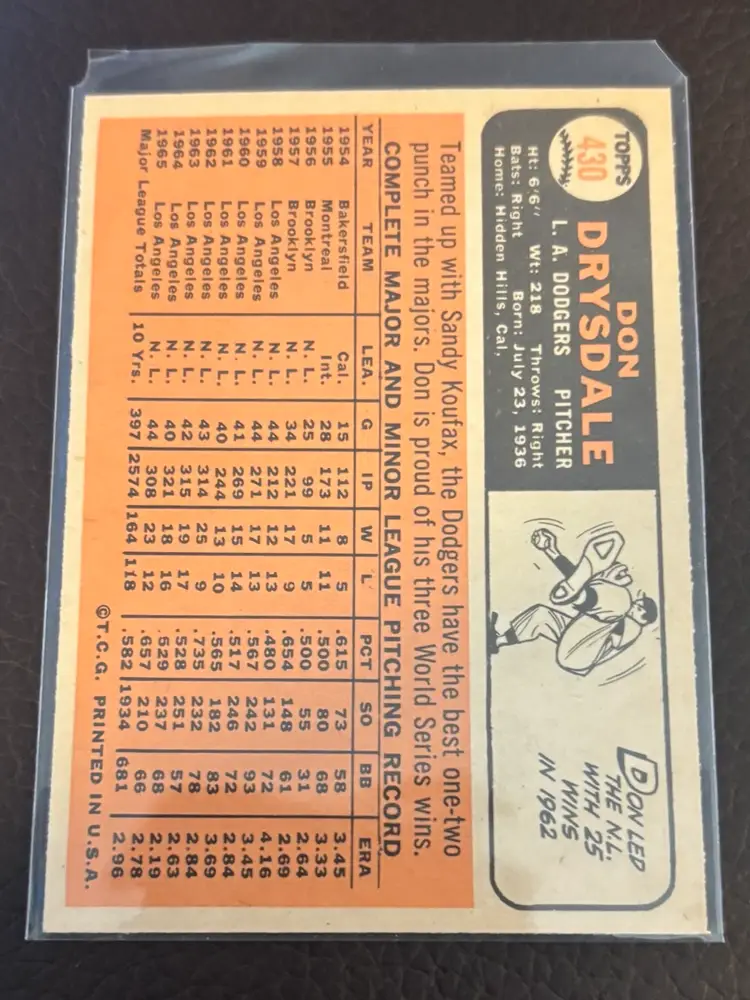 TOPPS
430
DON
DRYSDALE
L. A. DODGERS PITCHER
Ht: 6'6" Wt: 218 Throws: Right
Bats: Right Born: July 23, 1936
Home: Hidden Hills, Cal.
DON LED
THE N.L.
WITH 25
WINS
IN 1962
Teamed up with Sandy Koufax, the Dodgers have the best one-two
punch in the majors. Don is proud of his three World Series wins.
COMPLETE MAJOR AND MINOR LEAGUE PITCHING RECORD
YEAR TEAM LEA. G IP W L PCT SO BB ERA
1954 Bakersfield Cal. 15 112 8 5 .615 73 58 3.45
1955 Montreal Int. 28 173 11 11 .500 80 68 3.33
1956 Brooklyn N. L. 25 99 5 5 .500 55 31 2.64
1957 Brooklyn N. L. 34 221 17 9 .654 148 61 2.69
1958 Los Angeles N. L. 44 212 12 13 .480 131 72 4.16
1959 Los Angeles N. L. 44 271 17 13 .567 242 93 3.45
1960 Los Angeles N. L. 41 269 15 14 .517 246 72 2.84
1961 Los Angeles N. L. 40 244 13 10 .565 182 83 3.69
1962 Los Angeles N. L. 43 314 25 9 .735 232 78 2.84
1963 Los Angeles N. L. 42 315 19 17 .528 251 57 2.63
1964 Los Angeles N. L. 40 321 18 16 .529 237 68 2.19
1965 Los Angeles N. L. 44 308 23 12 .657 210 66 2.78
Major League Totals 10 Yrs. 397 2574 164 118 .582 1934 681 2.96
©T.C.G. PRINTED IN U.S.A.